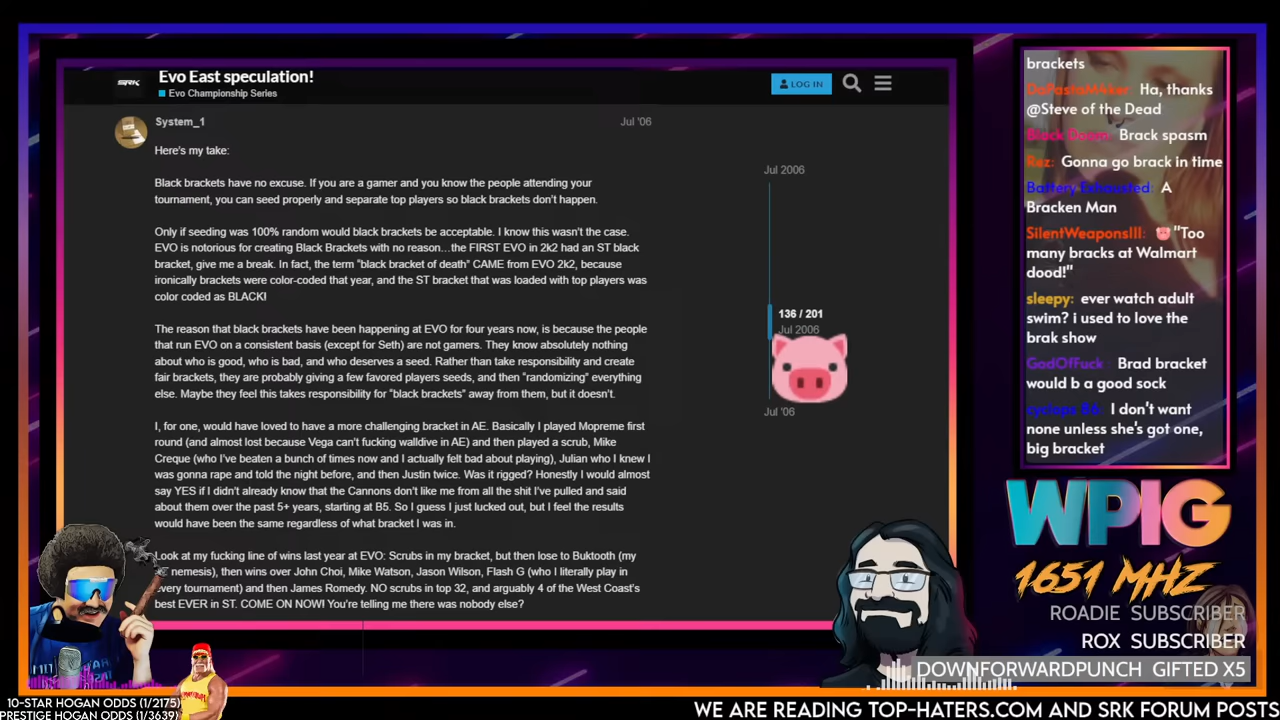 Evo East speculation!
Evo Championship Series
SRK
LOG IN
System_1
Jul '06
Here's my take:
Black brackets have no excuse. If you are a gamer and you know the people attending your
tournament, you can seed properly and separate top players so black brackets don't happen.
Only if seeding was 100% random would black brackets be acceptable. I know this wasn't the case.
EVO is notorious for creating Black Brackets with no reason...the FIRST EVO in 2k2 had an ST black
bracket, give me a break. In fact, the term "black bracket of death" CAME from EVO 2k2, because
ironically brackets were color-coded that year, and the ST bracket that was loaded with top players was
color coded as BLACK!
The reason that black brackets have been happening at EVO for four years now, is because the people
that run EVO on a consistent basis (except for Seth) are not gamers. They know absolutely nothing
about who is good, who is bad, and who deserves a seed. Rather than take responsibility and create
fair brackets, they are probably giving a few favored players seeds, and then "randomizing" everything
else. Maybe they feel this takes responsibility for "black brackets" away from them, but it doesn't.
I, for one, would have loved to have a more challenging bracket in AE. Basically I played Mopreme first
round (and almost lost because Vega can't fucking walldive in AE) and then played a scrub, Mike
Creque (who I've beaten a bunch of times now and I actually felt bad about playing), Julian who I knew I
was gonna rape and told the night before, and then Justin twice. Was it rigged? Honestly I would almost
say YES if I didn't already know that the Cannons don't like me from all the shit I've pulled and said
about them over the past 5+ years, starting at B5. So I guess I just lucked out, but I feel the results
would have been the same regardless of what bracket I was in.
Look at my fucking line of wins last year at EVO: Scrubs in my bracket, but then lose to Buktooth (my
nemesis), then wins over John Choi, Mike Watson, Jason Wilson, Flash G (who I literally play in
every tournament) and then James Romedy. NO scrubs in top 32, and arguably 4 of the West Coast's
best EVER in ST. COME ON NOW! You're telling me there was nobody else?
Jul 2006
136 / 201
Jul 2006
Jul '06
brackets
DaPastaM4ker: Ha, thanks
@Steve of the Dead
Black Dawn: Brack spasm
Roz: Gonna go brack in time
Battery Exhausted: A
Bracken Man
SilentWeaponsIII: "Too
many bracks at Walmart
dood!"
sleepy: ever watch adult
swim? i used to love the
brak show
GodOfFuck: Brad bracket
would b a good sock
cyclops 86: I don't want
none unless she's got one,
big bracket
WPIG
1651 MHZ
ROADIE SUBSCRIBER
ROX SUBSCRIBER
DOWNFORWARDPUNCH GIFTED X5
10-STAR HOGAN ODDS (1/2175)
PRESTIGE HOGAN ODDS (1/3639)
WE ARE READING TOP-HATERS.COM AND SRK FORUM POSTS